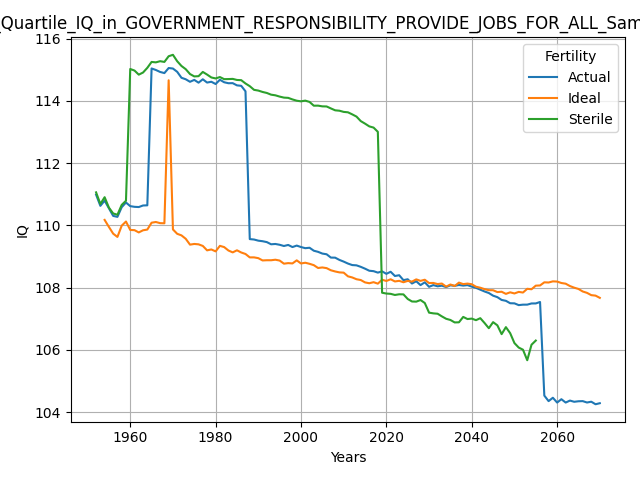 _Quartile_IQ_in_GOVERNMENT_RESPONSIBILITY_PROVIDE_JOBS_FOR_ALL_Sam
Fertility
Actual
Ideal
Sterile
116
114
112
110
108
106
104
IQ
1960
1980
2000
2020
2040
2060
Years